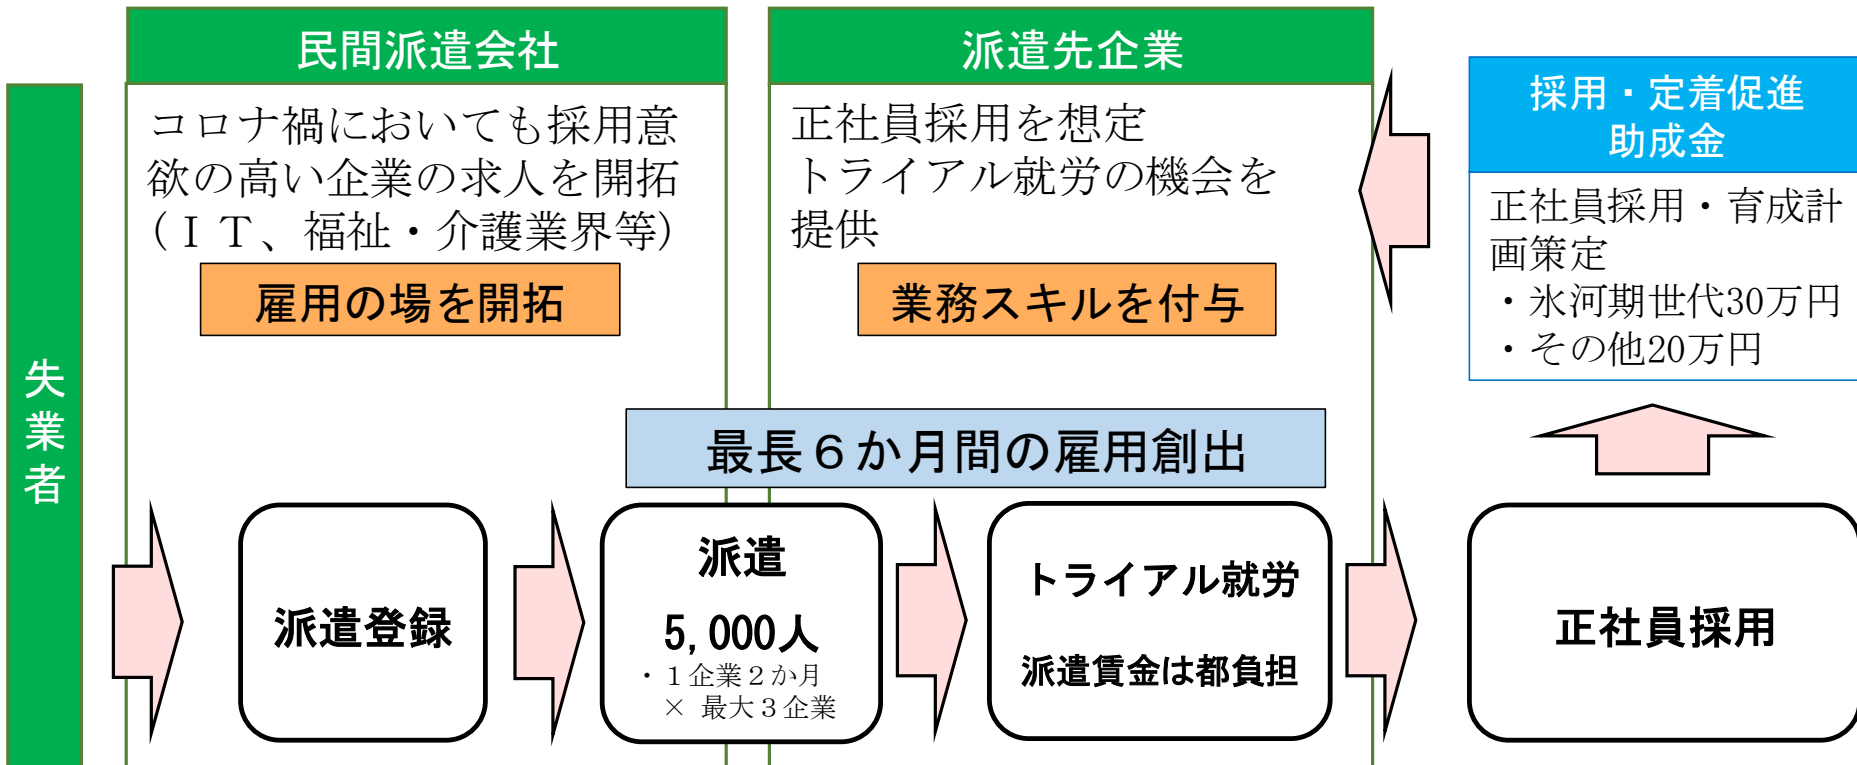 失業者
民間派遣会社
コロナ禍においても採用意
欲の高い企業の求人を開拓
（ＩＴ、福祉・介護業界等）
雇用の場を開拓
派遣先企業
正社員採用を想定
トライアル就労の機会を
提供
業務スキルを付与
採用・定着促進
助成金
正社員採用・育成計
画策定
・氷河期世代30万円
・その他20万円
最長６か月間の雇用創出
派遣登録
派遣
5,000人
・１企業２か月
× 最大３企業
トライアル就労
派遣賃金は都負担
正社員採用